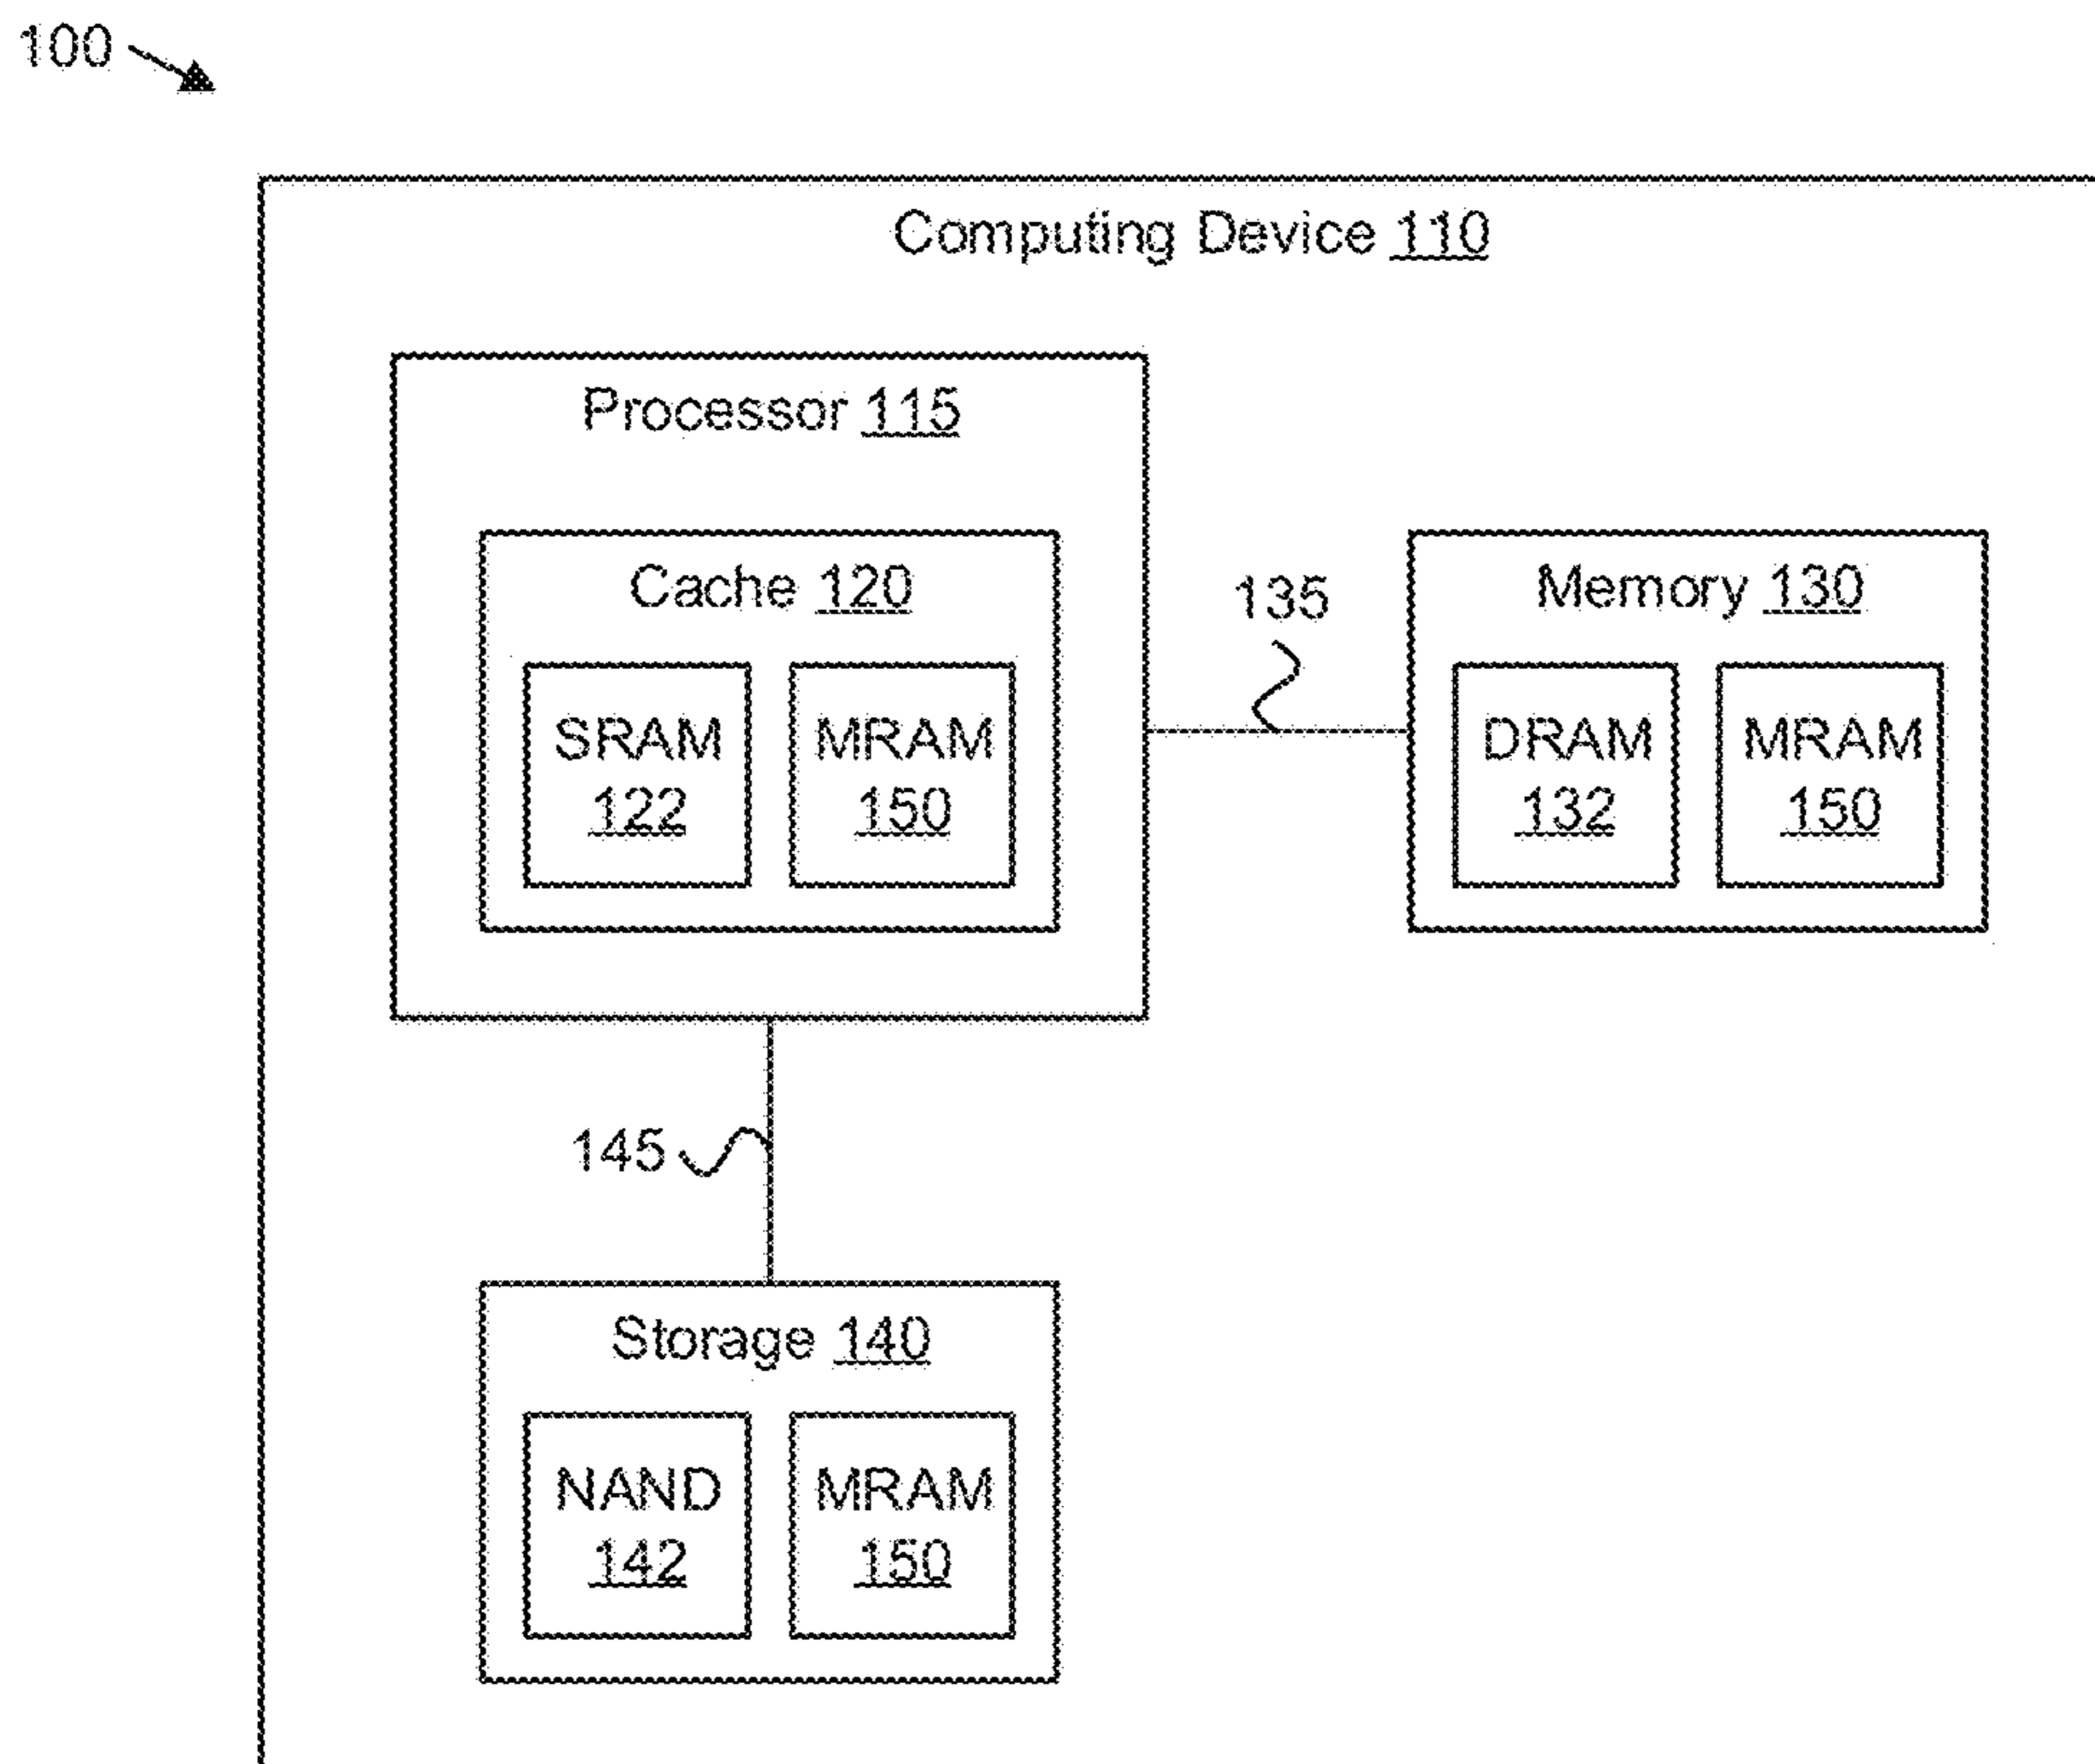 100
Computing Device 110
Processor 115
Cache 120
SRAM
122
MRAM
150
135
Memory 130
DRAM
132
MRAM
150
145
Storage 140
NAND
142
MRAM
150